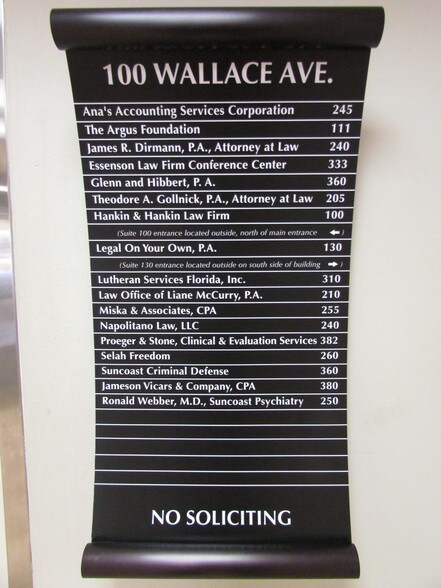 100 WALLACE AVE.
Ana's Accounting Services Corporation 245
The Argus Foundation 111
James R. Dirmann, P.A., Attorney at Law 240
Essenson Law Firm Conference Center 333
Glenn and Hibbert, P. A. 360
Theodore A. Gollnick, P.A., Attorney at Law 205
Hankin & Hankin Law Firm 100
(Suite 100 entrance located outside, north of main entrance ← )
Legal On Your Own, P.A. 130
(Suite 130 entrance located outside on south side of building → )
Lutheran Services Florida, Inc. 310
Law Office of Liane McCurry, P.A. 210
Miska & Associates, CPA 255
Napolitano Law, LLC 240
Proeger & Stone, Clinical & Evaluation Services 382
Selah Freedom 260
Suncoast Criminal Defense 360
Jameson Vicars & Company, CPA 380
Ronald Webber, M.D., Suncoast Psychiatry 250
NO SOLICITING